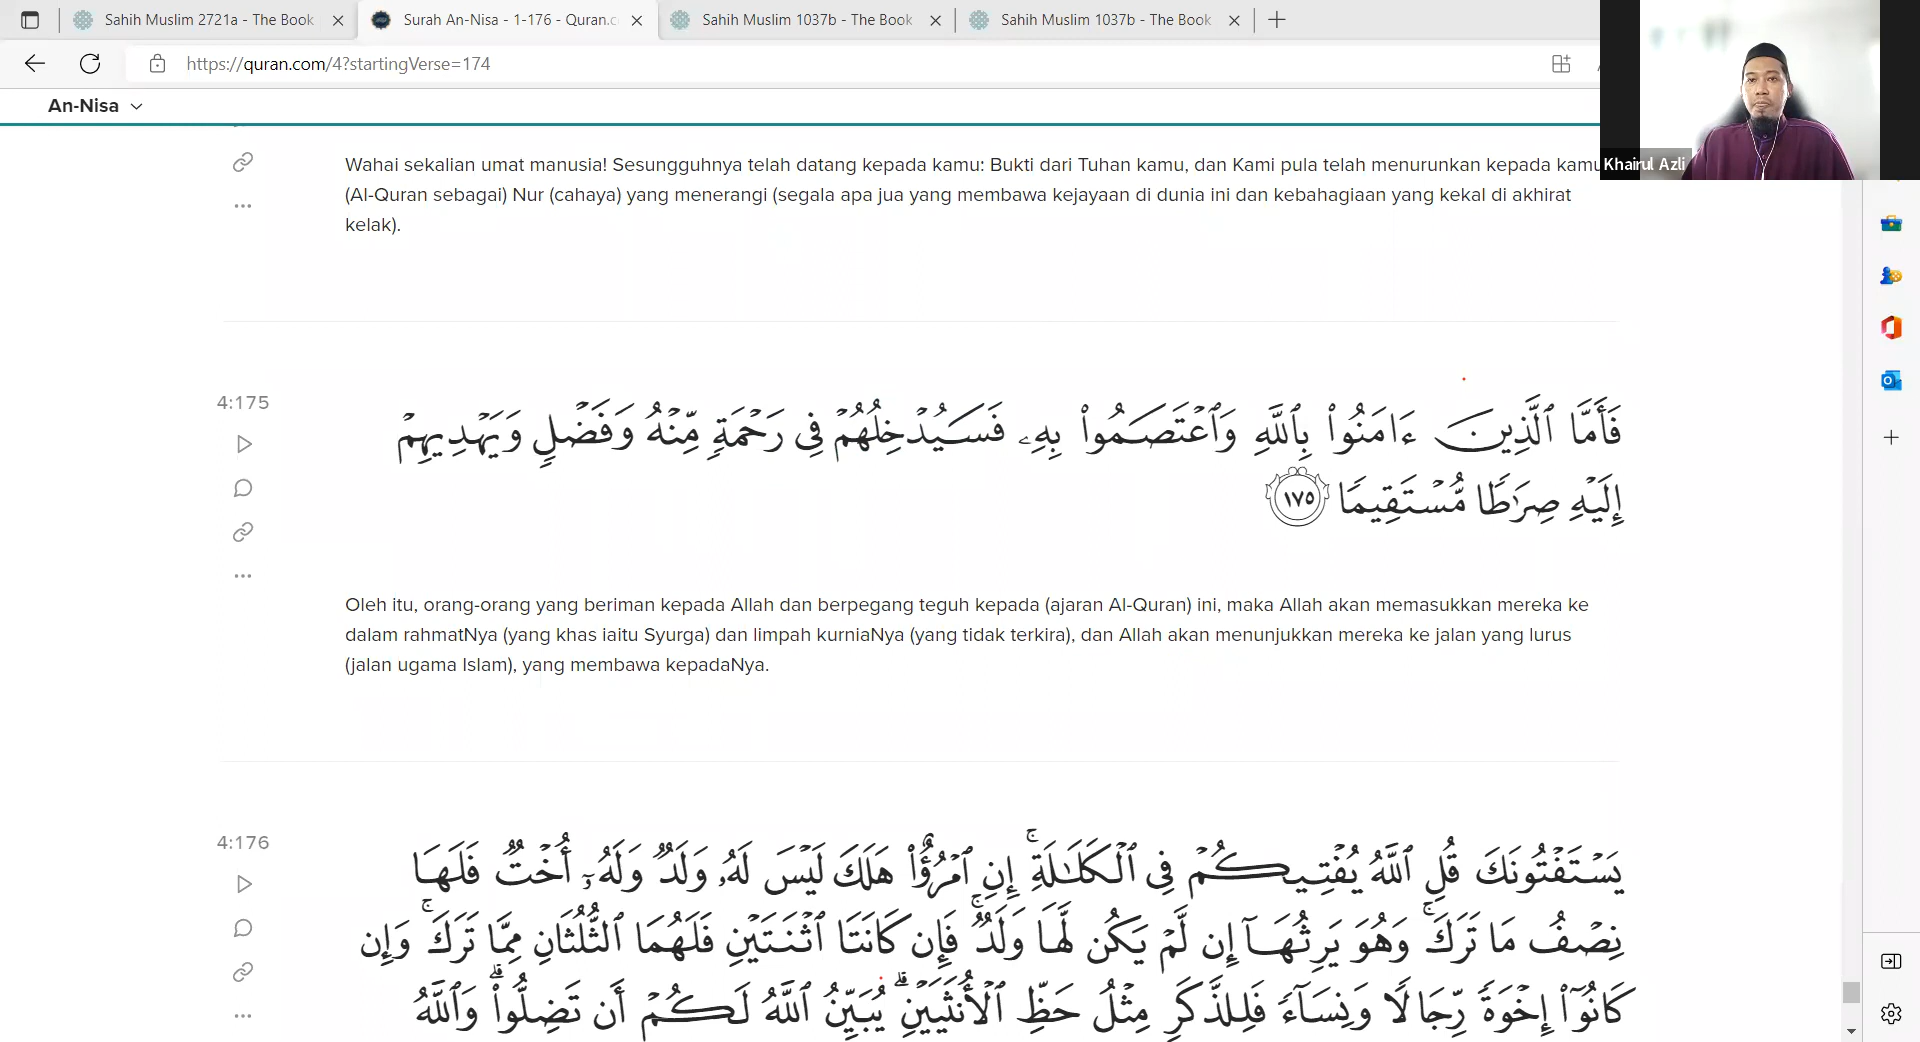 Sahih Muslim 2721a - The Book
Surah An-Nisa - 1-176 - Quran.c
Sahih Muslim 1037b - The Book
Sahih Muslim 1037b - The Book
https://quran.com/4?startingVerse=174
An-Nisa
Khairul Azli
Wahai sekalian umat manusia! Sesungguhnya telah datang kepada kamu: Bukti dari Tuhan kamu, dan Kami pula telah menurunkan kepada kamu
(Al-Quran sebagai) Nur (cahaya) yang menerangi (segala apa jua yang membawa kejayaan di dunia ini dan kebahagiaan yang kekal di akhirat
kelak).
4:175
فَأَمَّا ٱلَّذِينَ ءَامَنُوا۟ بِٱللَّهِ وَٱعْتَصَمُوا۟ بِهِۦ فَسَيُدْخِلُهُمْ فِى رَحْمَةٍ مِّنْهُ وَفَضْلٍ وَيَهْدِيهِمْ
إِلَيْهِ صِرَٰطًا مُّسْتَقِيمًا ١٧٥
Oleh itu, orang-orang yang beriman kepada Allah dan berpegang teguh kepada (ajaran Al-Quran) ini, maka Allah akan memasukkan mereka ke
dalam rahmatNya (yang khas iaitu Syurga) dan limpah kurniaNya (yang tidak terkira), dan Allah akan menunjukkan mereka ke jalan yang lurus
(jalan ugama Islam), yang membawa kepadaNya.
4:176
يَسْتَفْتُونَكَ قُلِ ٱللَّهُ يُفْتِيكُمْ فِى ٱلْكَلَٰلَةِ ۚ إِنِ ٱمْرُؤٌا۟ هَلَكَ لَيْسَ لَهُۥ وَلَدٌ وَلَهُۥٓ أُخْتٌ فَلَهَا
نِصْفُ مَا تَرَكَ ۚ وَهُوَ يَرِثُهَآ إِن لَّمْ يَكُن لَّهَا وَلَدٌ ۚ فَإِن كَانَتَا ٱثْنَتَيْنِ فَلَهُمَا ٱلثُّلُثَانِ مِمَّا تَرَكَ ۚ وَإِن
كَانُوٓا۟ إِخْوَةً رِّجَالًا وَنِسَآءً فَلِلذَّكَرِ مِثْلُ حَظِّ ٱلْأُنثَيَيْنِ ۗ يُبَيِّنُ ٱللَّهُ لَكُمْ أَن تَضِلُّوا۟ ۗ وَٱللَّهُ